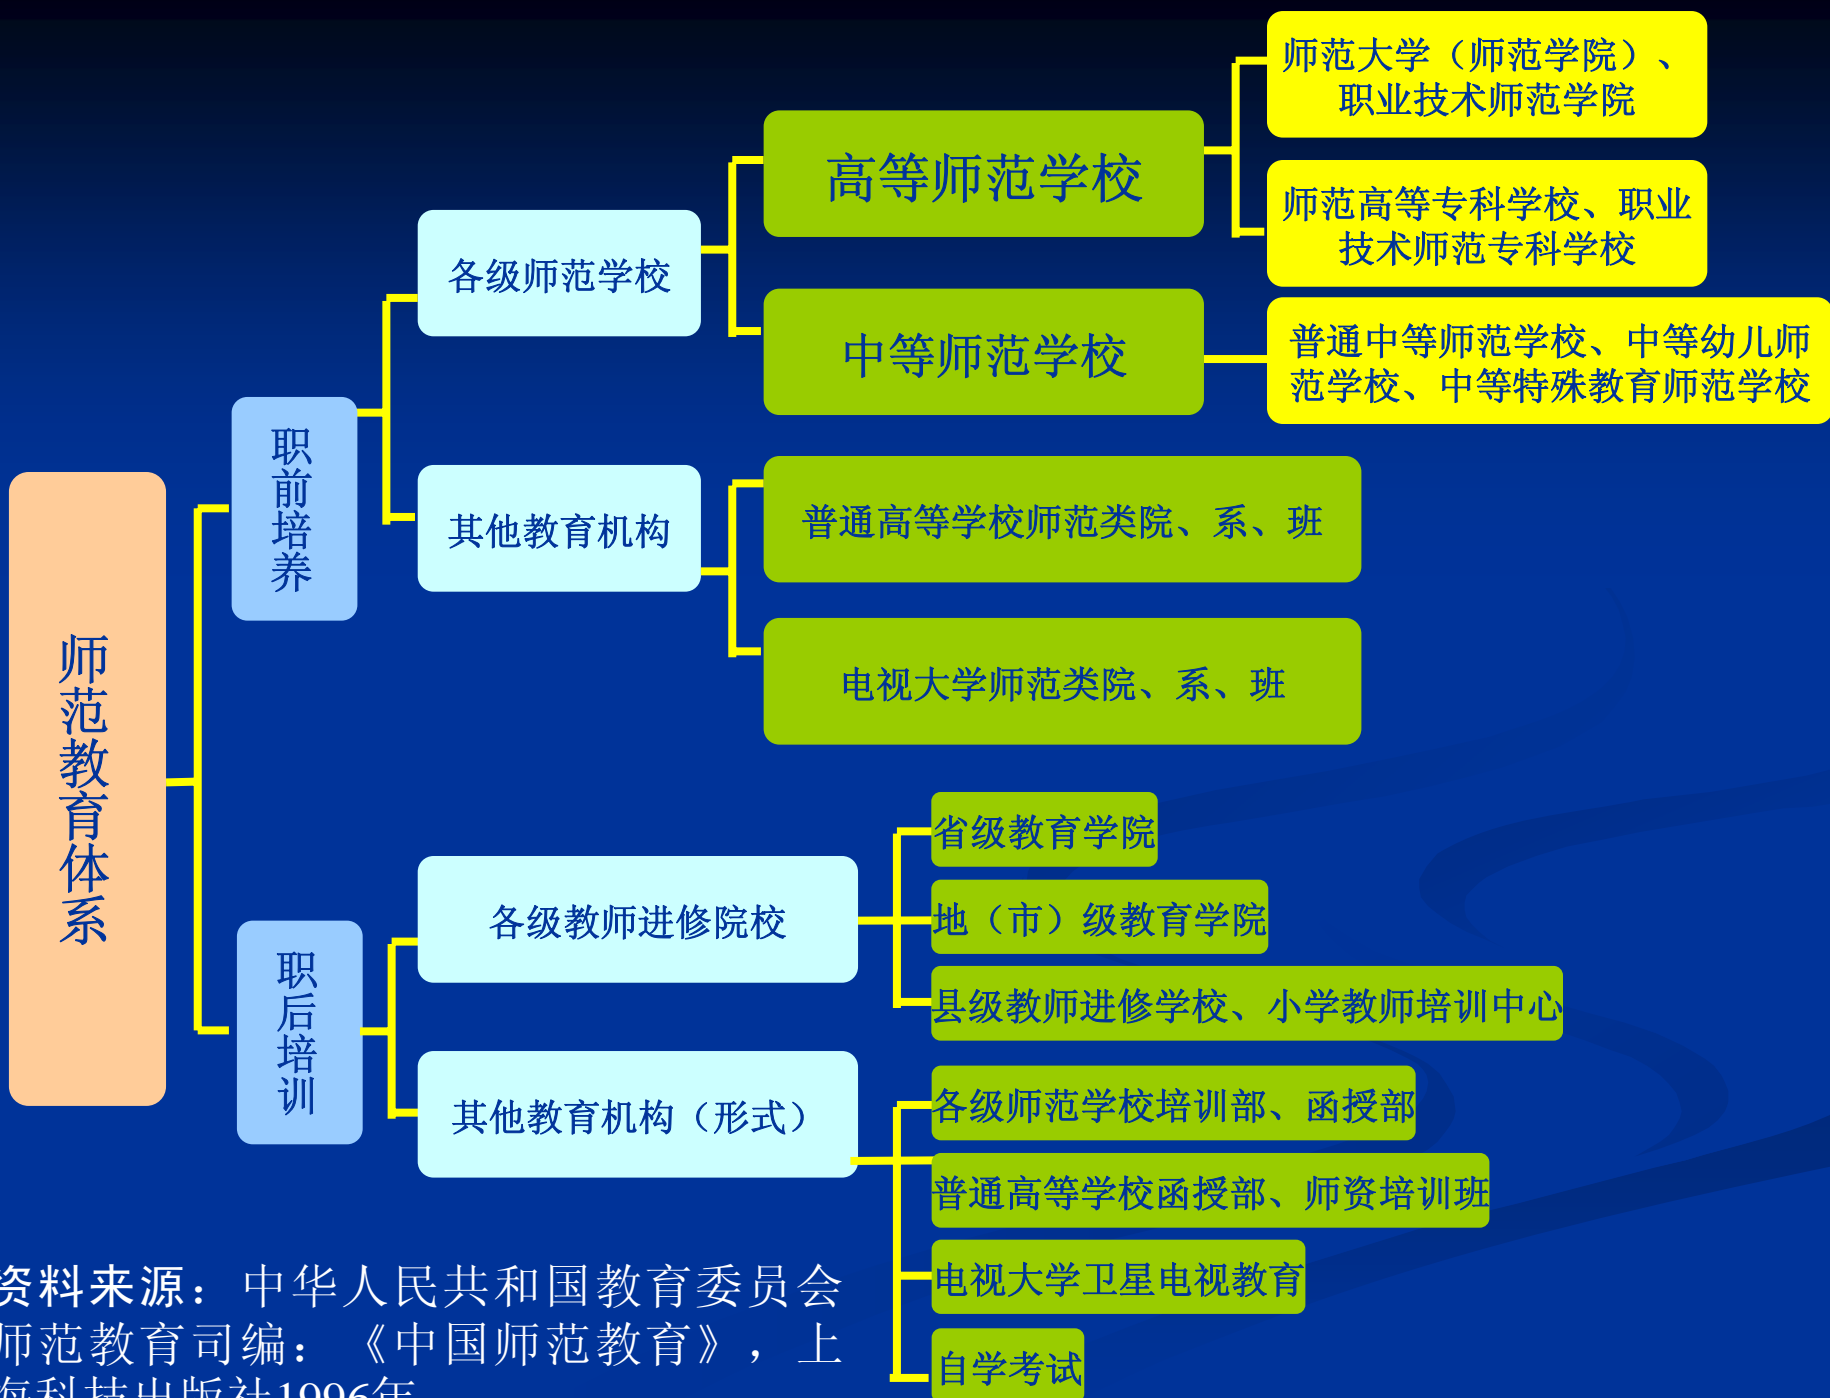 师范教育体系
职前培养
各级师范学校
高等师范学校
师范大学（师范学院）、
职业技术师范学院
师范高等专科学校、职业
技术师范专科学校
中等师范学校
普通中等师范学校、中等幼儿师
范学校、中等特殊教育师范学校
其他教育机构
普通高等学校师范类院、系、班
电视大学师范类院、系、班
职后培训
各级教师进修院校
省级教育学院
地（市）级教育学院
县级教师进修学校、小学教师培训中心
其他教育机构（形式）
各级师范学校培训部、函授部
普通高等学校函授部、师资培训班
电视大学卫星电视教育
自学考试
资料来源：中华人民共和国教育委员会
师范教育司编：《中国师范教育》，上
海科技出版社1996年